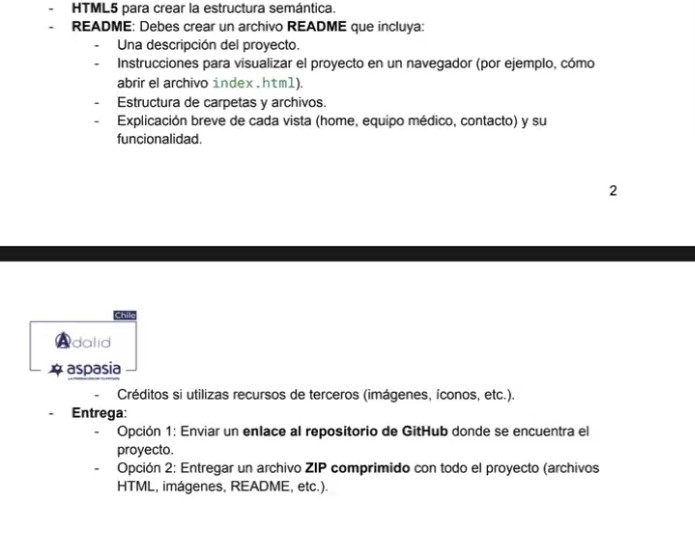 - HTML5 para crear la estructura semántica.
- README: Debes crear un archivo README que incluya:
- Una descripción del proyecto.
- Instrucciones para visualizar el proyecto en un navegador (por ejemplo, cómo
abrir el archivo index.html).
- Estructura de carpetas y archivos.
- Explicación breve de cada vista (home, equipo médico, contacto) y su
funcionalidad.
2
Chile
Adalid
aspasia
- Créditos si utilizas recursos de terceros (imágenes, íconos, etc.).
- Entrega:
- Opción 1: Enviar un enlace al repositorio de GitHub donde se encuentra el
proyecto.
- Opción 2: Entregar un archivo ZIP comprimido con todo el proyecto (archivos
HTML, imágenes, README, etc.).